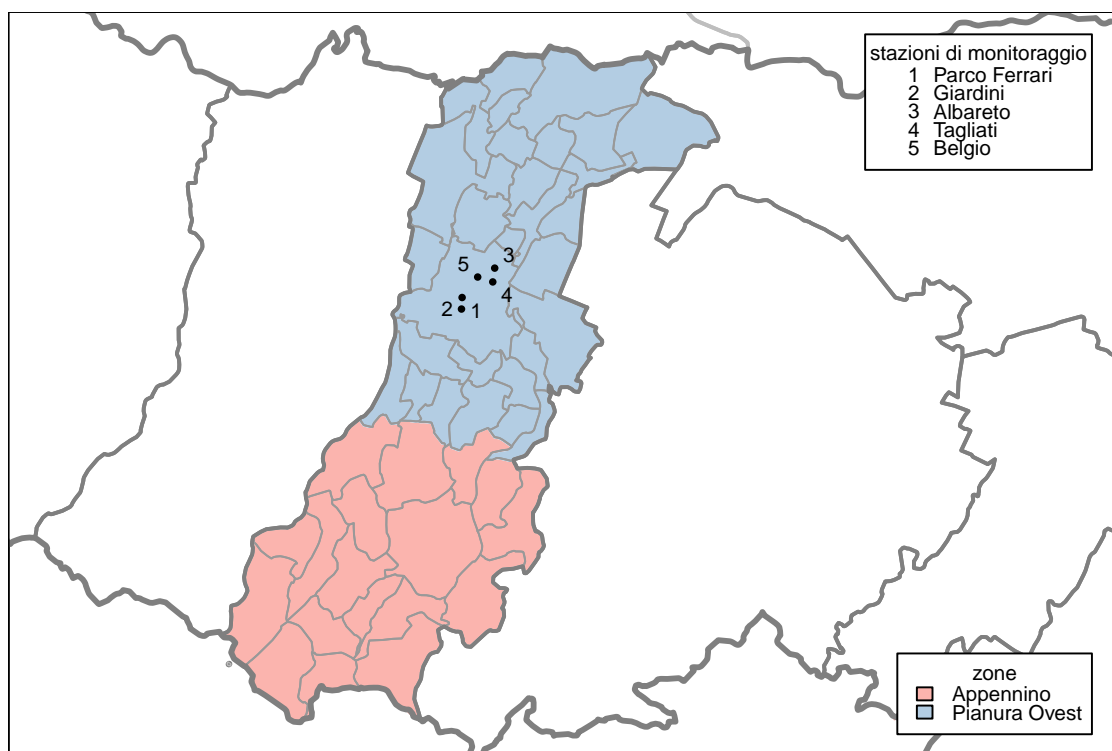 stazioni di monitoraggio
1 Parco Ferrari
2 Giardini
3 Albareto
4 Tagliati
5 Belgio
3
5
4
2
1
zone
Appennino
Pianura Ovest